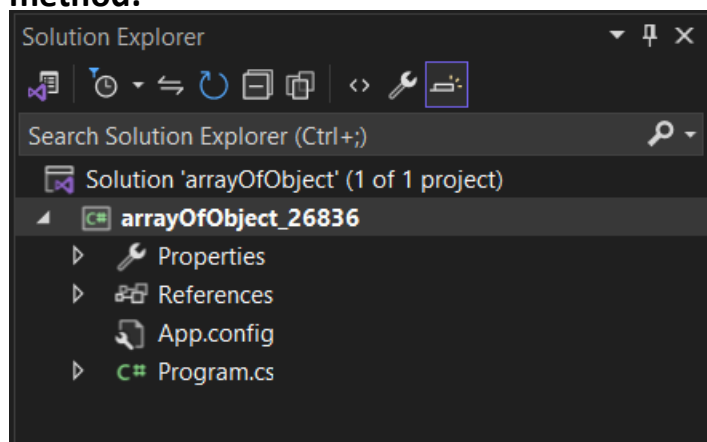 method.
Solution Explorer
Search Solution Explorer (Ctrl+;)
Solution 'arrayOfObject' (1 of 1 project)
C# arrayOfObject_26836
Properties
References
App.config
C# Program.cs